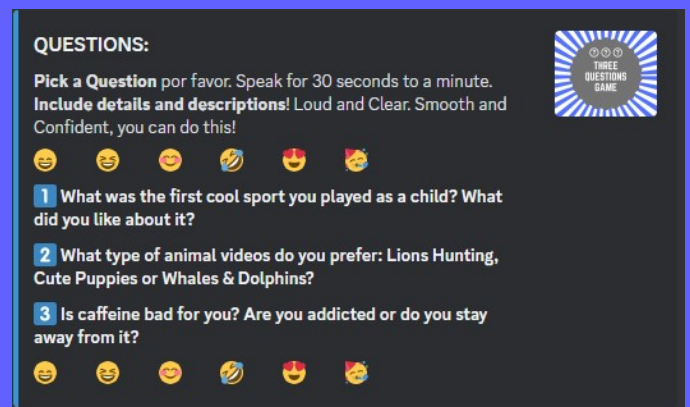 QUESTIONS:
Pick a Question por favor. Speak for 30 seconds to a minute.
Include details and descriptions! Loud and Clear. Smooth and
Confident, you can do this!
1 What was the first cool sport you played as a child? What
did you like about it?
2 What type of animal videos do you prefer: Lions Hunting,
Cute Puppies or Whales & Dolphins?
3 Is caffeine bad for you? Are you addicted or do you stay
away from it?
???
THREE
QUESTIONS
GAME